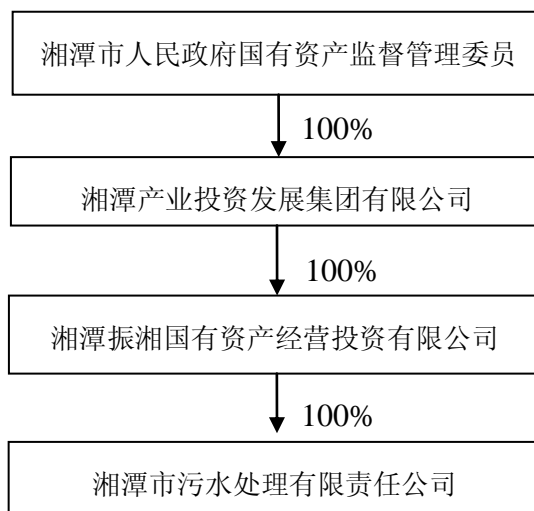 湘潭市人民政府国有资产监督管理委员
100%
湘潭产业投资发展集团有限公司
100%
湘潭振湘国有资产经营投资有限公司
100%
湘潭市污水处理有限责任公司